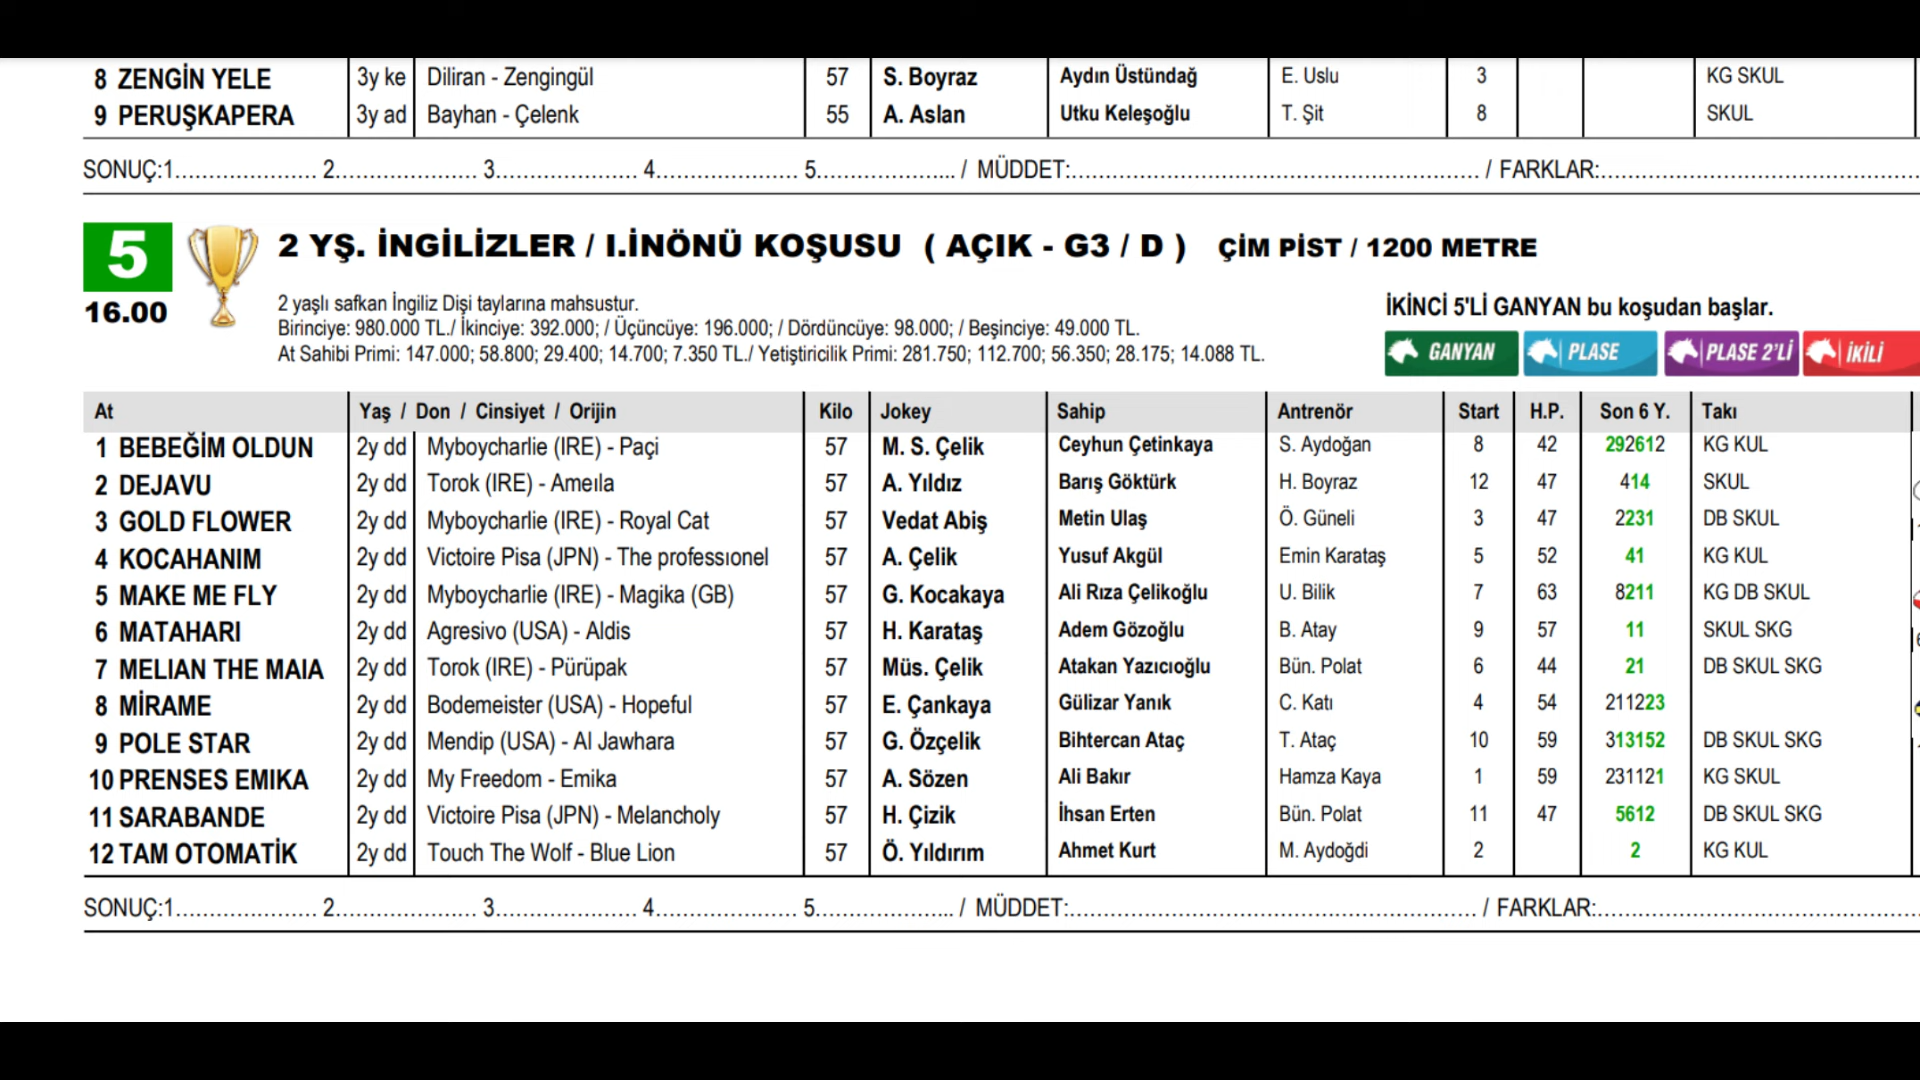 8 ZENGİN YELE 3y ke Diliran - Zengingül 57 S. Boyraz Aydın Üstündağ E. Uslu 3 KG SKUL
9 PERUŞKAPERA 3y ad Bayhan - Çelenk 55 A. Aslan Utku Keleşoğlu T. Şit 8 SKUL
SONUÇ:1..................... 2...................... 3...................... 4...................... 5...................... / MÜDDET:............................................................... / FARKLAR:..................................................
5 2 YŞ. İNGİLİZLER / I.İNÖNÜ KOŞUSU ( AÇIK - G3 / D ) ÇİM PİST / 1200 METRE
16.00
2 yaşlı safkan İngiliz Dişi taylarına mahsustur.
Birinciye: 980.000 TL./ İkinciye: 392.000; / Üçüncüye: 196.000; / Dördüncüye: 98.000; / Beşinciye: 49.000 TL.
At Sahibi Primi: 147.000; 58.800; 29.400; 14.700; 7.350 TL./ Yetiştiricilik Primi: 281.750; 112.700; 56.350; 28.175; 14.088 TL.
İKİNCİ 5'Lİ GANYAN bu koşudan başlar.
GANYAN PLASE PLASE 2'Lİ İKİLİ
At Yaş / Don / Cinsiyet / Orijin Kilo Jokey Sahip Antrenör Start H.P. Son 6 Y. Takı
1 BEBEĞİM OLDUN 2y dd Myboycharlie (IRE) - Paçi 57 M. S. Çelik Ceyhun Çetinkaya S. Aydoğan 8 42 292612 KG KUL
2 DEJAVU 2y dd Torok (IRE) - Ameıla 57 A. Yıldız Barış Göktürk H. Boyraz 12 47 414 SKUL
3 GOLD FLOWER 2y dd Myboycharlie (IRE) - Royal Cat 57 Vedat Abiş Metin Ulaş Ö. Güneli 3 47 2231 DB SKUL
4 KOCAHANIM 2y dd Victoire Pisa (JPN) - The professıonel 57 A. Çelik Yusuf Akgül Emin Karataş 5 52 41 KG KUL
5 MAKE ME FLY 2y dd Myboycharlie (IRE) - Magika (GB) 57 G. Kocakaya Ali Rıza Çelikoğlu U. Bilik 7 63 8211 KG DB SKUL
6 MATAHARI 2y dd Agresivo (USA) - Aldis 57 H. Karataş Adem Gözoğlu B. Atay 9 57 11 SKUL SKG
7 MELIAN THE MAIA 2y dd Torok (IRE) - Pürüpak 57 Müs. Çelik Atakan Yazıcıoğlu Bün. Polat 6 44 21 DB SKUL SKG
8 MİRAME 2y dd Bodemeister (USA) - Hopeful 57 E. Çankaya Gülizar Yanık C. Katı 4 54 211223
9 POLE STAR 2y dd Mendip (USA) - Al Jawhara 57 G. Özçelik Bihtercan Ataç T. Ataç 10 59 313152 DB SKUL SKG
10 PRENSES EMIKA 2y dd My Freedom - Emika 57 A. Sözen Ali Bakır Hamza Kaya 1 59 231121 KG SKUL
11 SARABANDE 2y dd Victoire Pisa (JPN) - Melancholy 57 H. Çizik İhsan Erten Bün. Polat 11 47 5612 DB SKUL SKG
12 TAM OTOMATİK 2y dd Touch The Wolf - Blue Lion 57 Ö. Yıldırım Ahmet Kurt M. Aydoğdi 2 2 KG KUL
SONUÇ:1..................... 2...................... 3...................... 4...................... 5...................... / MÜDDET:............................................................... / FARKLAR:..................................................